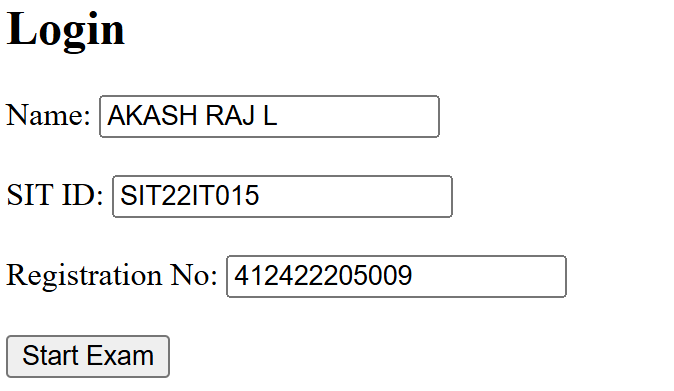 Login
Name: AKASH RAJ L
SIT ID: SIT22IT015
Registration No: 412422205009
Start Exam